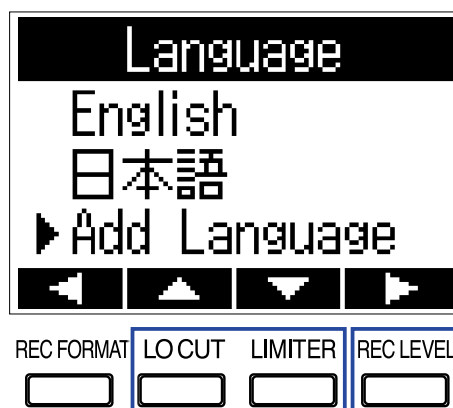 Language
English
日本語
Add Language
REC FORMAT LO CUT LIMITER REC LEVEL